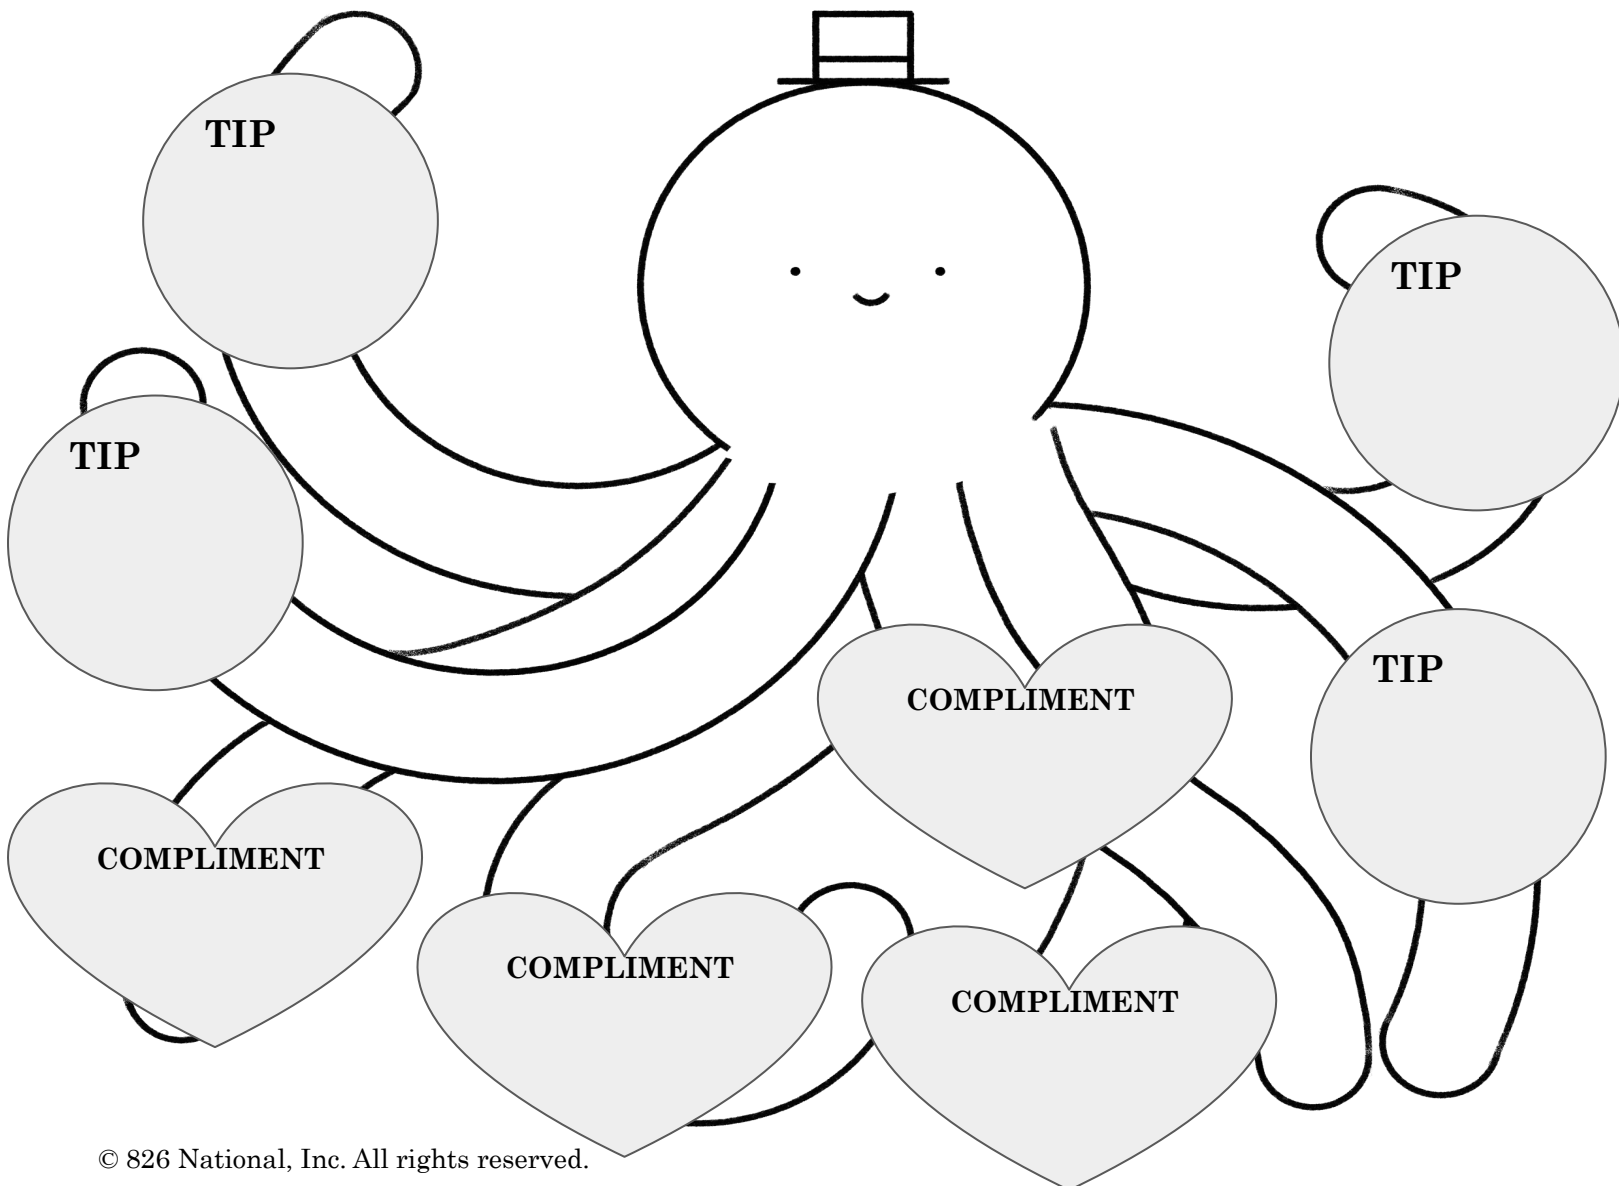 TIP
TIP
TIP
TIP
COMPLIMENT
COMPLIMENT
COMPLIMENT
COMPLIMENT
© 826 National, Inc. All rights reserved.